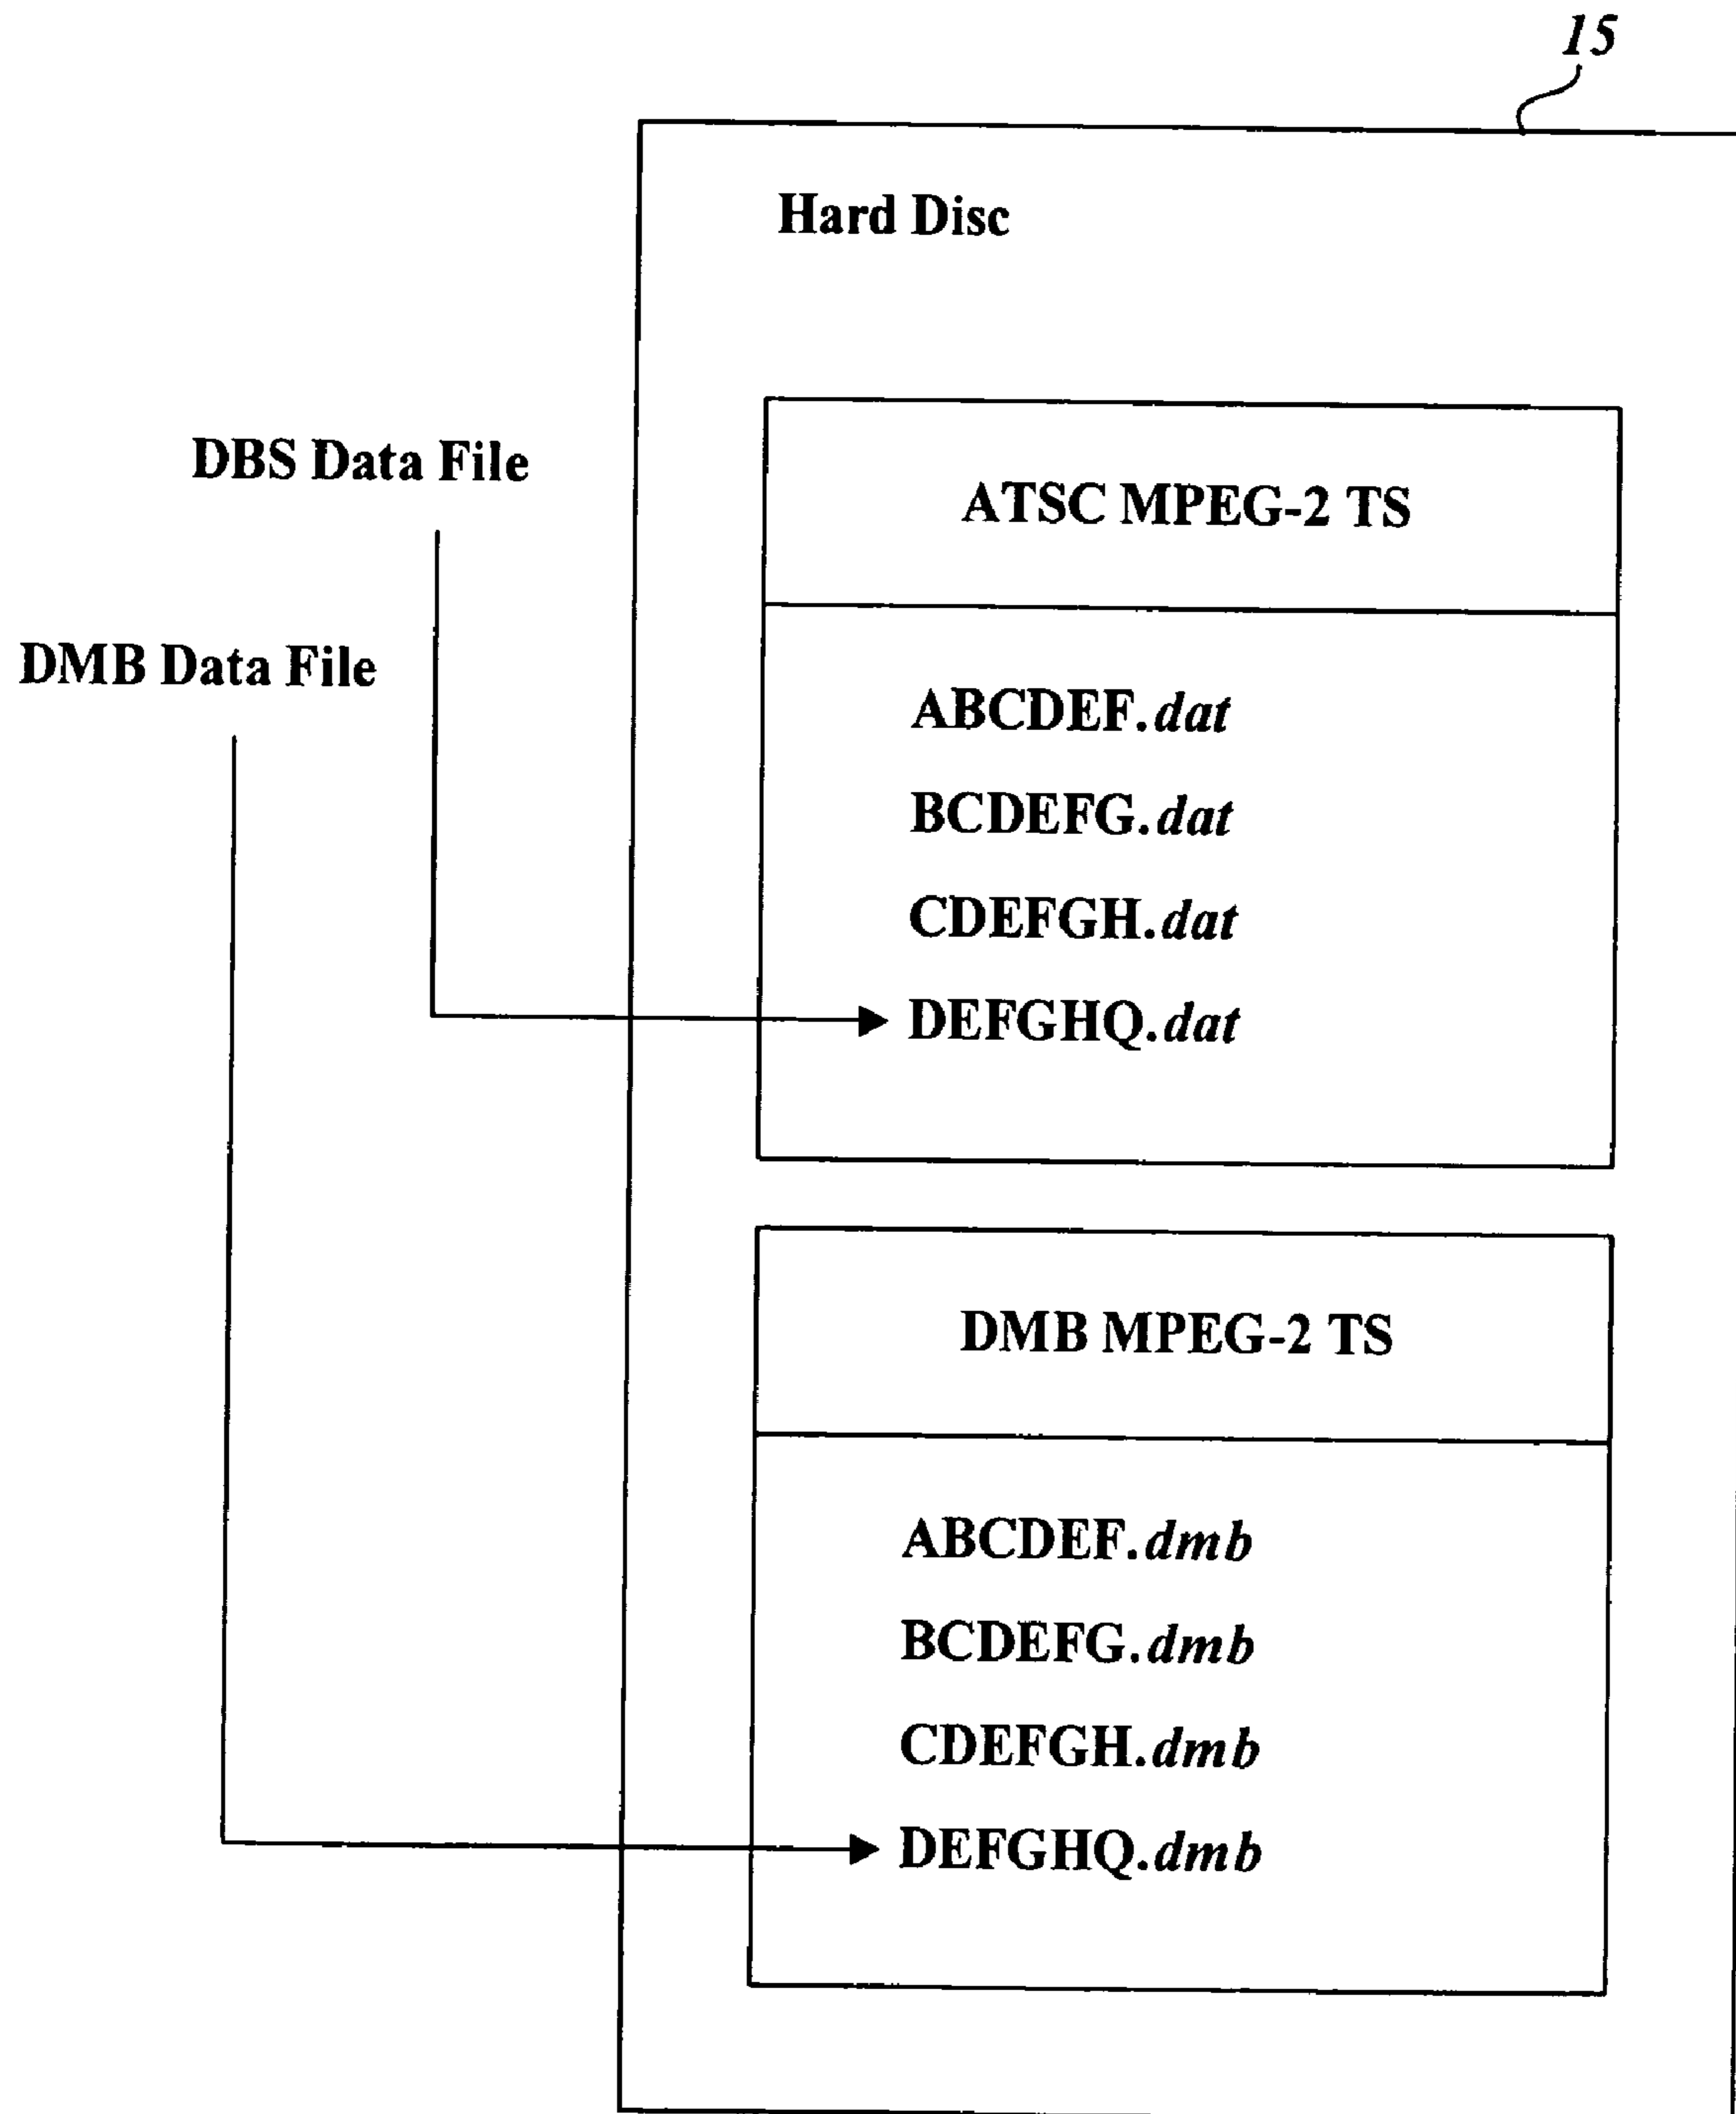 15
Hard Disc
DBS Data File
DMB Data File
ATSC MPEG-2 TS
ABCDEF.dat
BCDEFG.dat
CDEFGH.dat
DEFGHQ.dat
DMB MPEG-2 TS
ABCDEF.dmb
BCDEFG.dmb
CDEFGH.dmb
DEFGHQ.dmb